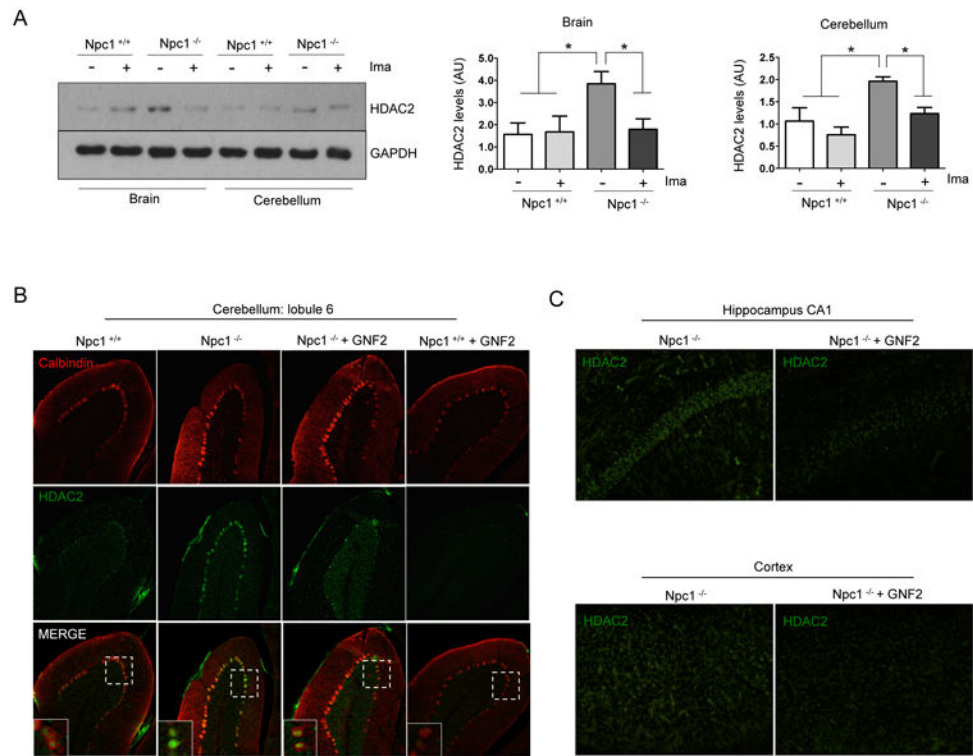 A
Npc1 +/+ Npc1 -/- Npc1 +/+ Npc1 -/-
- + - + - + - + Ima
HDAC2
GAPDH
Brain Cerebellum
Brain
HDAC2 levels (AU)
5.0
4.0
3.0
2.0
1.0
0.0
* *
- + - + Ima
Npc1 +/+ Npc1 -/-
Cerebellum
HDAC2 levels (AU)
2.5
2.0
1.5
1.0
0.5
0.0
* *
- + - + Ima
Npc1 +/+ Npc1 -/-
B
Cerebellum: lobule 6
Npc1 +/+ Npc1 -/- Npc1 -/- + GNF2 Npc1 +/+ + GNF2
Calbindin
HDAC2
MERGE
C
Hippocampus CA1
Npc1 -/- Npc1 -/- + GNF2
HDAC2 HDAC2
Cortex
Npc1 -/- Npc1 -/- + GNF2
HDAC2 HDAC2